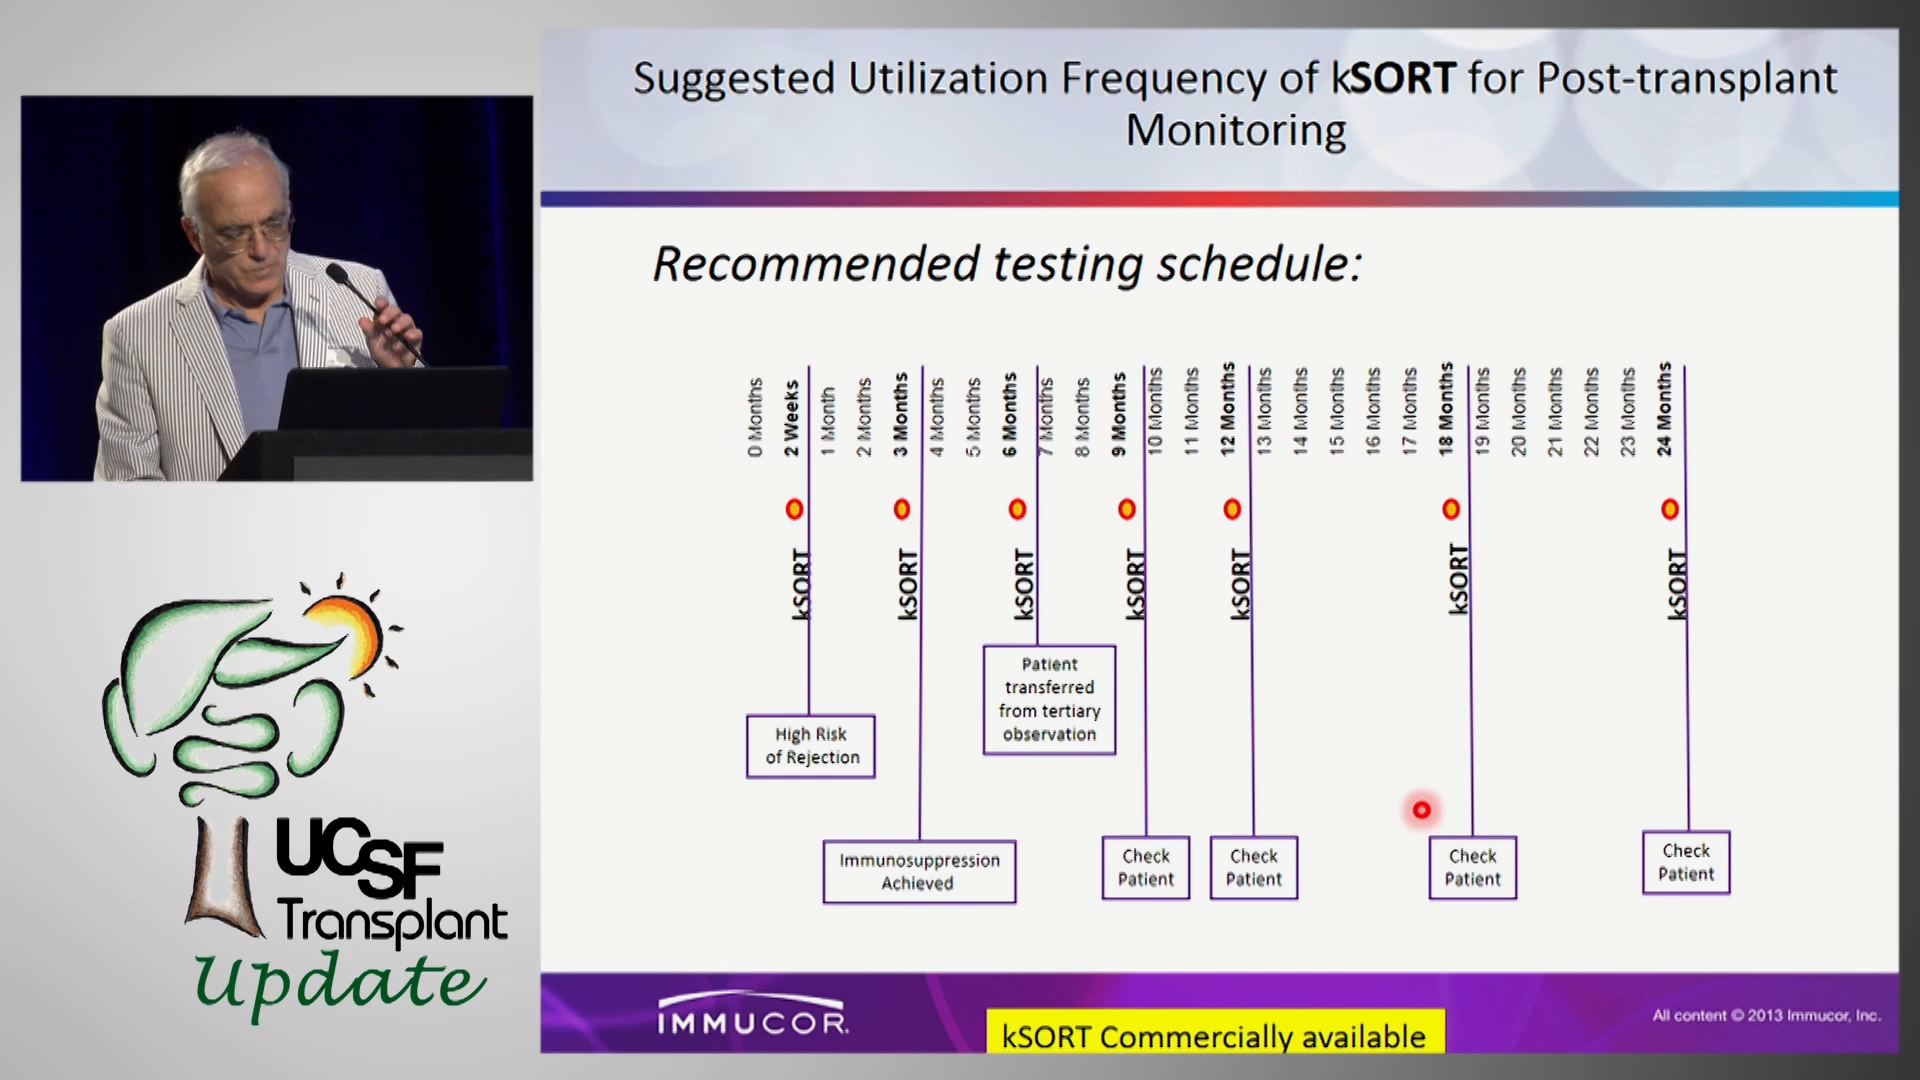 Suggested Utilization Frequency of kSORT for Post-transplant
Monitoring
Recommended testing schedule:
0 Months
2 Weeks
1 Month
2 Months
3 Months
4 Months
5 Months
6 Months
7 Months
8 Months
9 Months
10 Months
11 Months
12 Months
13 Months
14 Months
15 Months
16 Months
17 Months
18 Months
19 Months
20 Months
21 Months
22 Months
23 Months
24 Months
kSORT
kSORT
kSORT
kSORT
kSORT
kSORT
kSORT
High Risk
of Rejection
Immunosuppression
Achieved
Patient
transferred
from tertiary
observation
Check
Patient
Check
Patient
Check
Patient
Check
Patient
UCSF
Transplant
Update
IMMUCOR.
kSORT Commercially available
All content © 2013 Immucor, Inc.